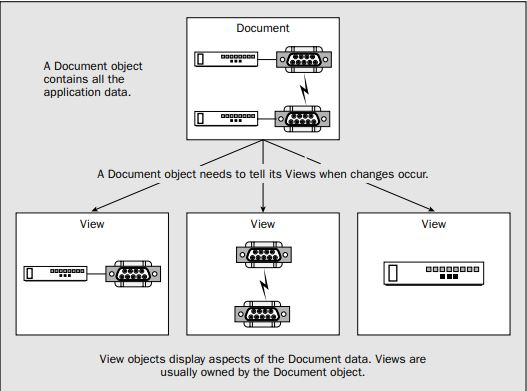 Document
A Document object
contains all the
application data.
A Document object needs to tell its Views when changes occur.
View
View
View
View objects display aspects of the Document data. Views are
usually owned by the Document object.